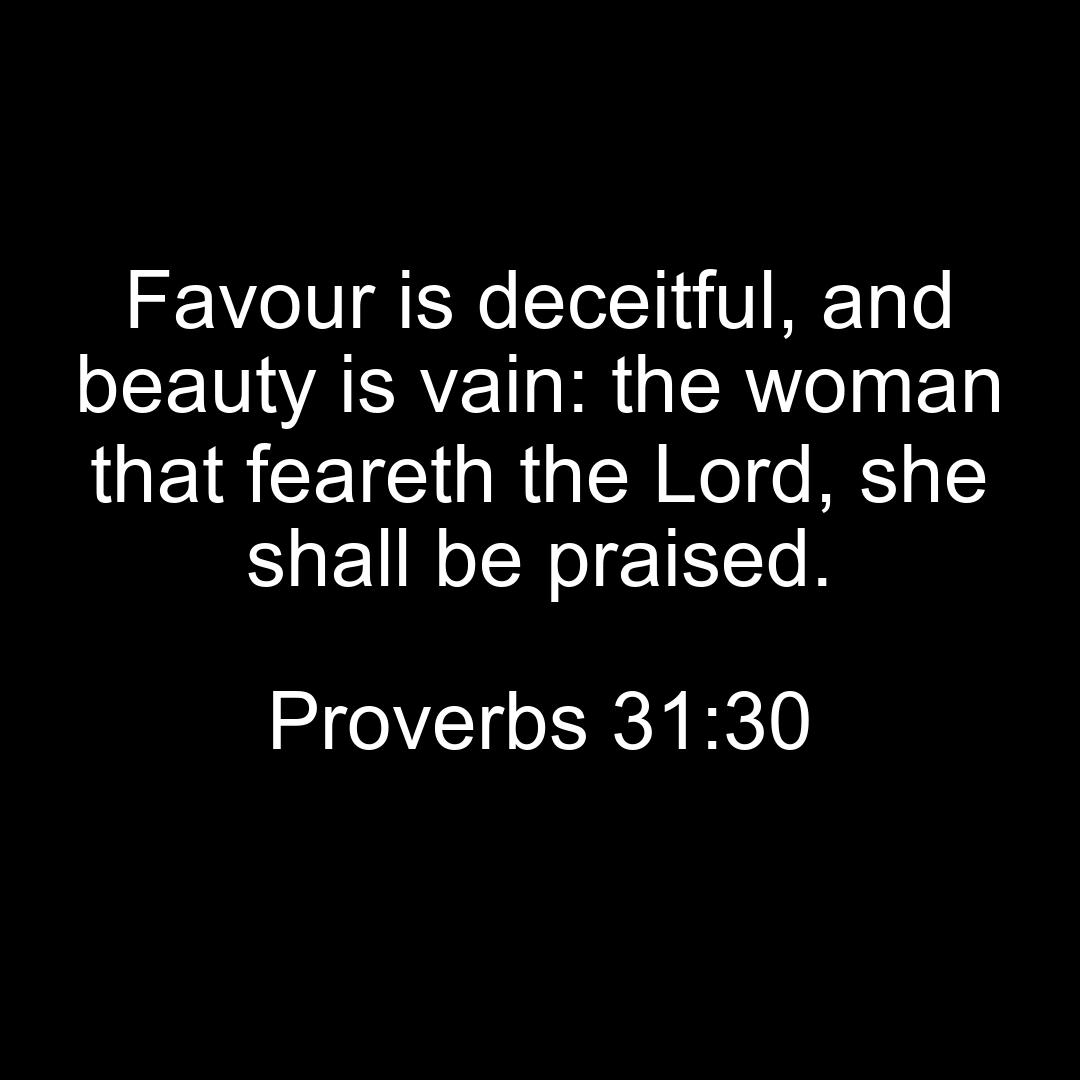 Favour is deceitful, and
beauty is vain: the woman
that feareth the Lord, she
shall be praised.
Proverbs 31:30